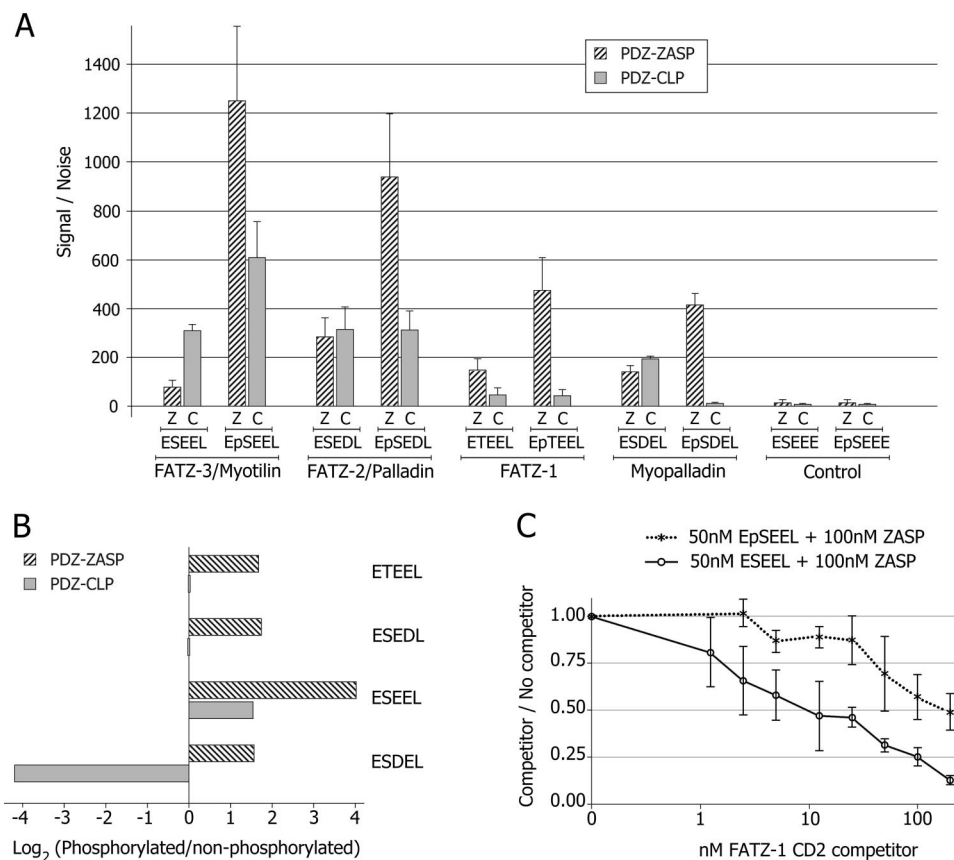 A
PDZ-ZASP
PDZ-CLP
Signal / Noise
1400
1200
1000
800
600
400
200
0
Z C Z C Z C Z C Z C Z C Z C Z C Z C Z C
ESEEL EpSEEL ESEDL EpSEDL ETEEL EpTEEL ESDEL EpSDEL ESEEE EpSEEE
FATZ-3/Myotilin FATZ-2/Palladin FATZ-1 Myopalladin Control
B
PDZ-ZASP
PDZ-CLP
ETEEL
ESEDL
ESEEL
ESDEL
-4 -3 -2 -1 0 1 2 3 4
Log2 (Phosphorylated/non-phosphorylated)
C
50nM EpSEEL + 100nM ZASP
50nM ESEEL + 100nM ZASP
Competitor / No competitor
1.00
0.75
0.50
0.25
0.00
0 1 10 100
nM FATZ-1 CD2 competitor